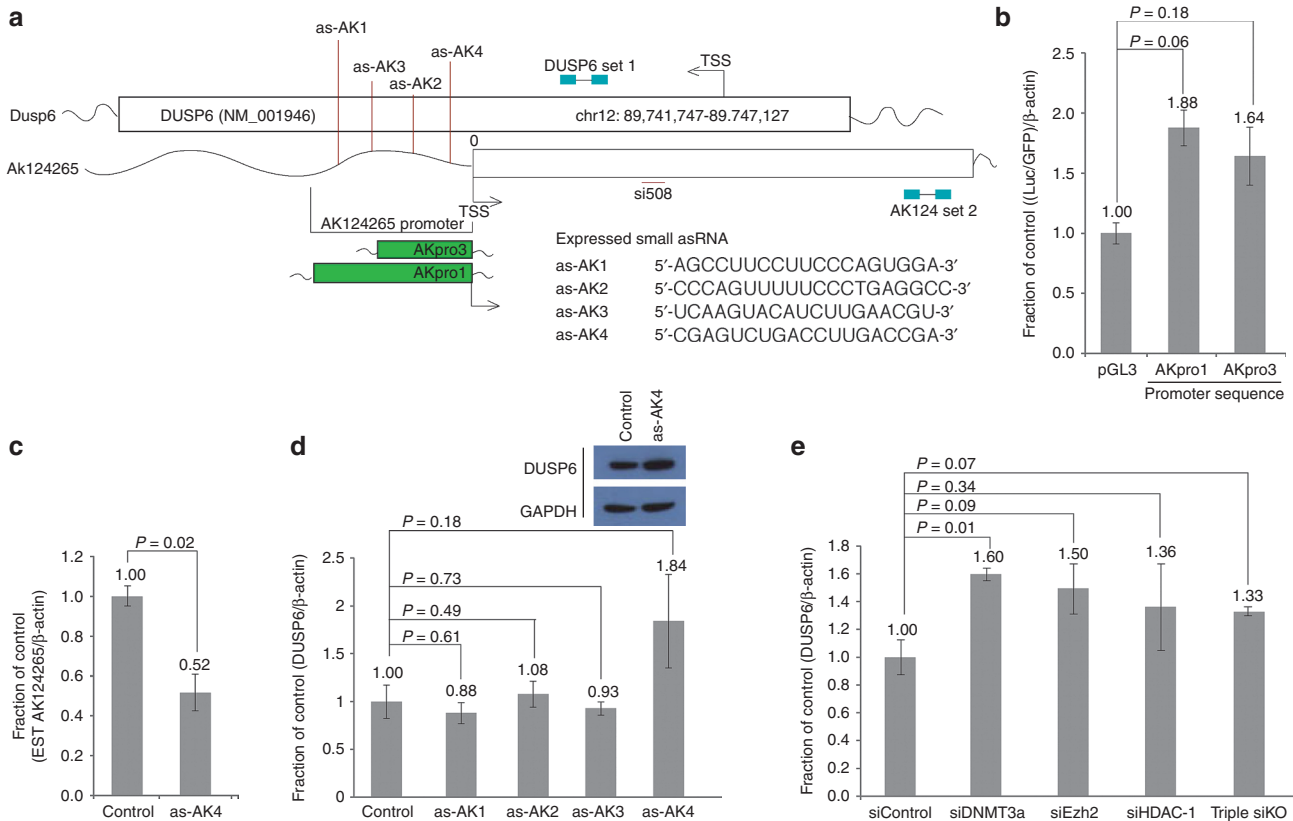 a
as-AK1
as-AK3
as-AK2
as-AK4
DUSP6 set 1
TSS
Dusp6
DUSP6 (NM_001946)
chr12: 89,741,747-89.747,127
0
Ak124265
si508
TSS
AK124 set 2
AK124265 promoter
AKpro3
AKpro1
Expressed small asRNA
as-AK1 5′-AGCCUUCCUUCCCAGUGGA-3′
as-AK2 5′-CCCAGUUUUUCCCTGAGGCC-3′
as-AK3 5′-UCAAGUACAUCUUGAACGU-3′
as-AK4 5′-CGAGUCUGACCUUGACCGA-3′
b
P = 0.18
P = 0.06
Fraction of control ((Luc/GFP)/β-actin)
2.5
2.0
1.5
1.0
0.5
0.0
1.00
1.88
1.64
pGL3 AKpro1 AKpro3
Promoter sequence
c
P = 0.02
Fraction of control
(EST AK124265/β-actin)
1.2
1.0
0.8
0.6
0.4
0.2
0.0
1.00
0.52
Control as-AK4
d
Control
as-AK4
DUSP6
GAPDH
P = 0.18
P = 0.73
P = 0.49
P = 0.61
Fraction of control (DUSP6/β-actin)
2.5
2
1.5
1
0.5
0
1.00
0.88
1.08
0.93
1.84
Control as-AK1 as-AK2 as-AK3 as-AK4
e
P = 0.07
P = 0.34
P = 0.09
P = 0.01
Fraction of control (DUSP6/β-actin)
1.8
1.6
1.4
1.2
1.0
0.8
0.6
0.4
0.2
0.0
1.00
1.60
1.50
1.36
1.33
siControl siDNMT3a siEzh2 siHDAC-1 Triple siKO